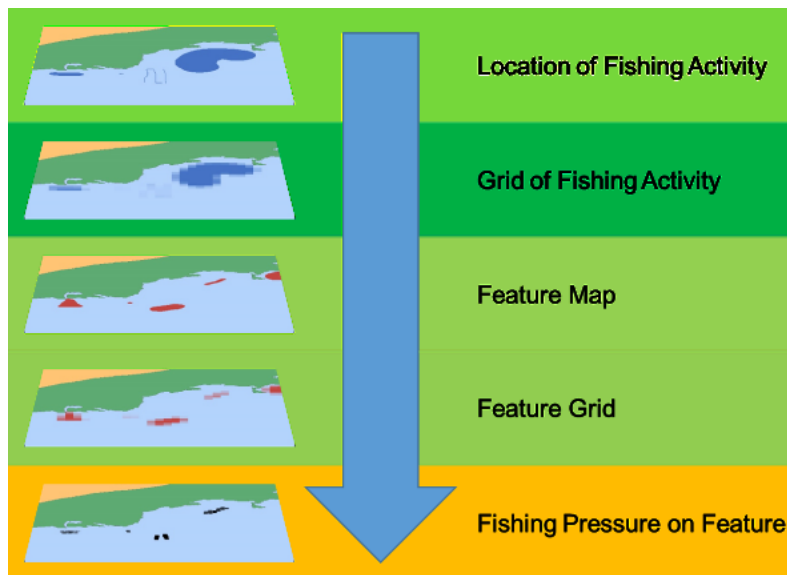 Location of Fishing Activity
Grid of Fishing Activity
Feature Map
Feature Grid
Fishing Pressure on Feature